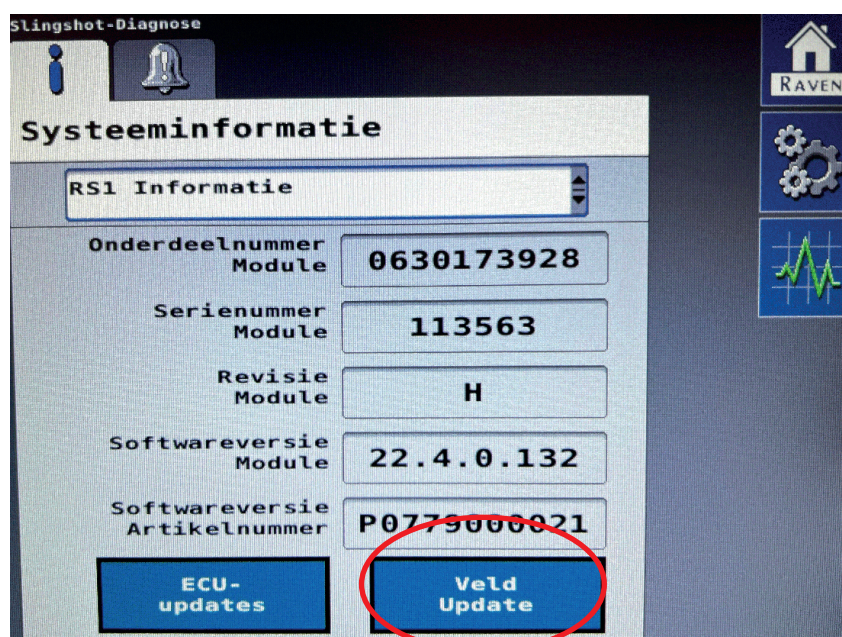 Slingshot-Diagnose
RAVEN
Systeeminformatie
RS1 Informatie
Onderdeelnummer
Module
0630173928
Serienummer
Module
113563
Revisie
Module
H
Softwareversie
Module
22.4.0.132
Softwareversie
Artikelnummer
P0779000021
ECU-
updates
Veld
Update